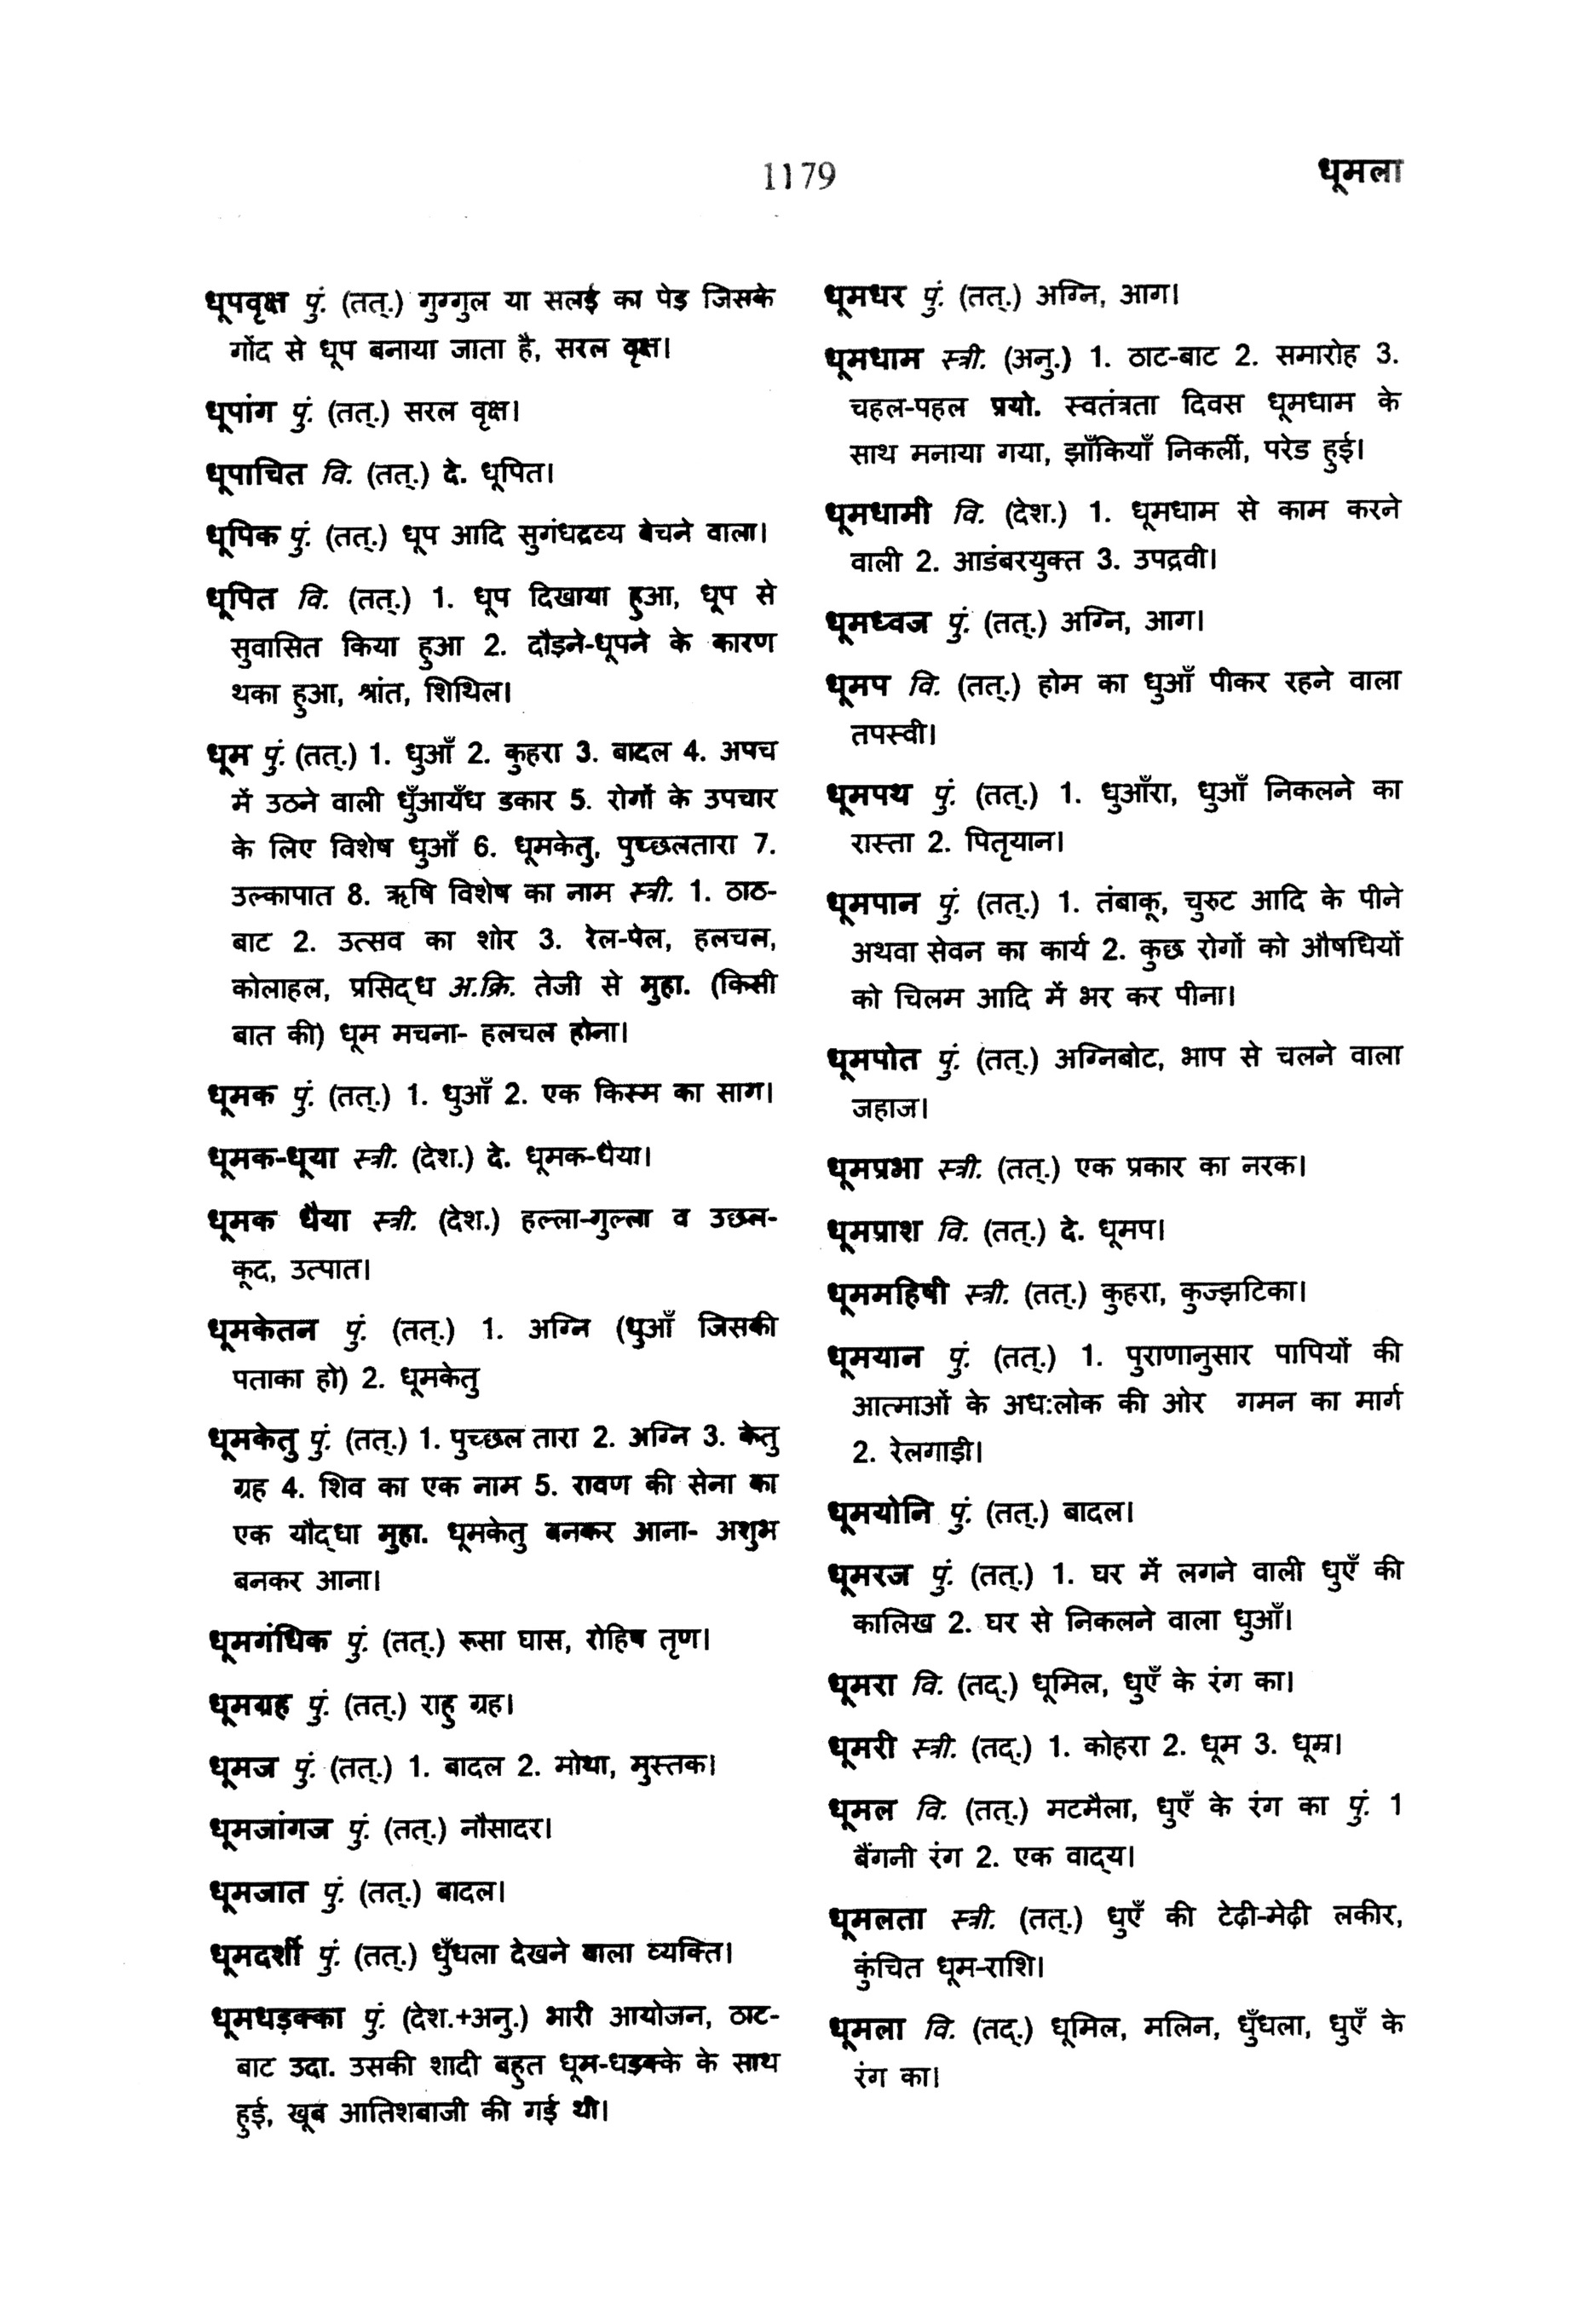 1179
धूमला
धूपवृक्ष पुं. (तत्.) गुग्गुल या सलई का पेड़ जिसके
गोंद से धूप बनाया जाता है, सरल वृक्ष।
धूपांग पुं. (तत्.) सरल वृक्ष।
धूपाचित वि. (तत्.) दे. धूपित।
धूपिक पुं. (तत्.) धूप आदि सुगंधद्रव्य बेचने वाला।
धूपित वि. (तत्.) 1. धूप दिखाया हुआ, धूप से
सुवासित किया हुआ 2. दौड़ने-धूपने के कारण
थका हुआ, श्रांत, शिथिल।
धूम पुं. (तत्.) 1. धुआँ 2. कुहरा 3. बादल 4. अपच
में उठने वाली धुँआयँध डकार 5. रोगों के उपचार
के लिए विशेष धुआँ 6. धूमकेतु, पुच्छलतारा 7.
उल्कापात 8. ऋषि विशेष का नाम स्त्री. 1. ठाठ-
बाट 2. उत्सव का शोर 3. रेल-पेल, हलचल,
कोलाहल, प्रसिद्ध अ.क्रि. तेजी से मुहा. (किसी
बात की) धूम मचना- हलचल होना।
धूमक पुं. (तत्.) 1. धुआँ 2. एक किस्म का साग।
धूमक-धूया स्त्री. (देश.) दे. धूमक-धैया।
धूमक धैया स्त्री. (देश.) हल्ला-गुल्ला व उछल-
कूद, उत्पात।
धूमकेतन पुं. (तत्.) 1. अग्नि (धुआँ जिसकी
पताका हो) 2. धूमकेतु
धूमकेतु पुं. (तत्.) 1. पुच्छल तारा 2. अग्नि 3. केतु
ग्रह 4. शिव का एक नाम 5. रावण की सेना का
एक यौद्धा मुहा. धूमकेतु बनकर आना- अशुभ
बनकर आना।
धूमगंधिक पुं. (तत्.) रूसा घास, रोहिष तृण।
धूमग्रह पुं. (तत्.) राहु ग्रह।
धूमज पुं. (तत्.) 1. बादल 2. मोथा, मुस्तक।
धूमजांगज पुं. (तत्.) नौसादर।
धूमजात पुं. (तत्.) बादल।
धूमदर्शी पुं. (तत्.) धुँधला देखने वाला व्यक्ति।
धूमधड़क्का पुं. (देश.+अनु.) भारी आयोजन, ठाट-
बाट उदा. उसकी शादी बहुत धूम-धड़क्के के साथ
हुई, खूब आतिशबाजी की गई थी।
धूमधर पुं. (तत्.) अग्नि, आग।
धूमधाम स्त्री. (अनु.) 1. ठाट-बाट 2. समारोह 3.
चहल-पहल प्रयो. स्वतंत्रता दिवस धूमधाम के
साथ मनाया गया, झाँकियाँ निकलीं, परेड हुई।
धूमधामी वि. (देश.) 1. धूमधाम से काम करने
वाली 2. आडंबरयुक्त 3. उपद्रवी।
धूमध्वज पुं. (तत्.) अग्नि, आग।
धूमप वि. (तत्.) होम का धुआँ पीकर रहने वाला
तपस्वी।
धूमपथ पुं. (तत्.) 1. धुआँरा, धुआँ निकलने का
रास्ता 2. पितृयान।
धूमपान पुं. (तत्.) 1. तंबाकू, चुरुट आदि के पीने
अथवा सेवन का कार्य 2. कुछ रोगों को औषधियों
को चिलम आदि में भर कर पीना।
धूमपोत पुं. (तत्.) अग्निबोट, भाप से चलने वाला
जहाज।
धूमप्रभा स्त्री. (तत्.) एक प्रकार का नरक।
धूमप्राश वि. (तत्.) दे. धूमप।
धूममहिषी स्त्री. (तत्.) कुहरा, कुज्झटिका।
धूमयान पुं. (तत्.) 1. पुराणानुसार पापियों की
आत्माओं के अध:लोक की ओर गमन का मार्ग
2. रेलगाड़ी।
धूमयोनि पुं. (तत्.) बादल।
धूमरज पुं. (तत्.) 1. घर में लगने वाली धुएँ की
कालिख 2. घर से निकलने वाला धुआँ।
धूमरा वि. (तद्.) धूमिल, धुएँ के रंग का।
धूमरी स्त्री. (तद्.) 1. कोहरा 2. धूम 3. धूम्र।
धूमल वि. (तत्.) मटमैला, धुएँ के रंग का पुं. 1
बैंगनी रंग 2. एक वाद्य।
धूमलता स्त्री. (तत्.) धुएँ की टेढ़ी-मेढ़ी लकीर,
कुंचित धूम-राशि।
धूमला वि. (तद्.) धूमिल, मलिन, धुँधला, धुएँ के
रंग का।